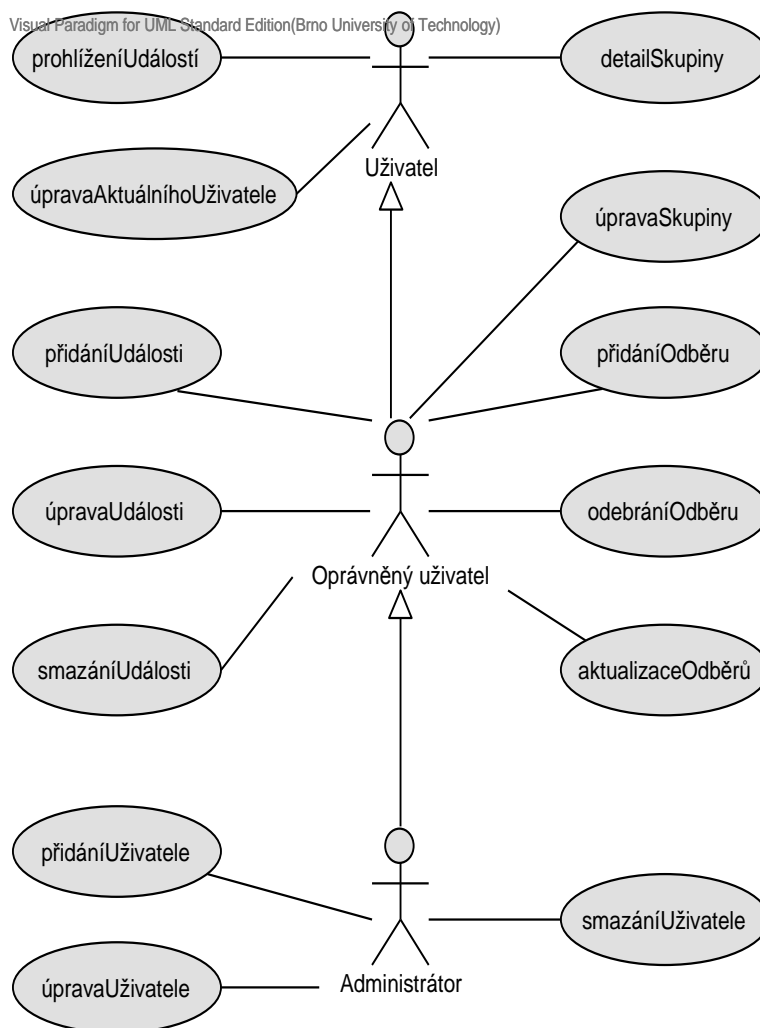 Visual Paradigm for UML Standard Edition(Brno University of Technology)
prohlíženíUdálostí
detailSkupiny
Uživatel
úpravaAktuálníhoUživatele
úpravaSkupiny
přidáníUdálosti
přidáníOdběru
úpravaUdálosti
odebráníOdběru
Oprávněný uživatel
smazáníUdálosti
aktualizaceOdběrů
přidáníUživatele
smazáníUživatele
Administrátor
úpravaUživatele